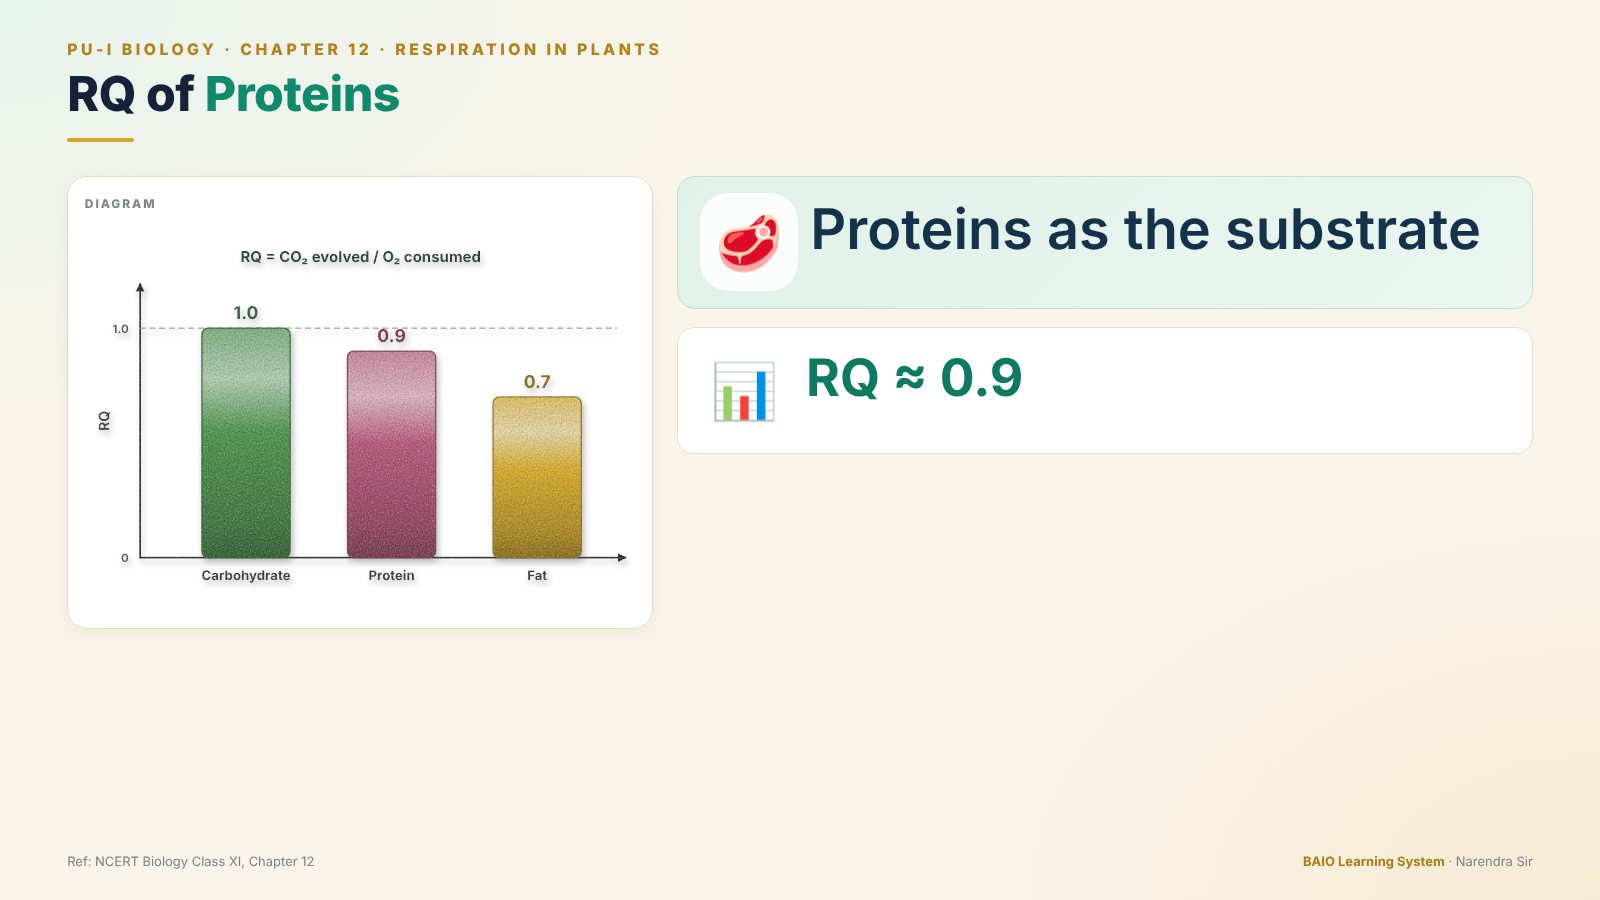 PU-I BIOLOGY · CHAPTER 12 · RESPIRATION IN PLANTS
RQ of Proteins
DIAGRAM
RQ = CO₂ evolved / O₂ consumed
1.0
1.0
0.9
0.7
RQ
0
Carbohydrate
Protein
Fat
Proteins as the substrate
RQ ≈ 0.9
Ref: NCERT Biology Class XI, Chapter 12
BAIO Learning System · Narendra Sir